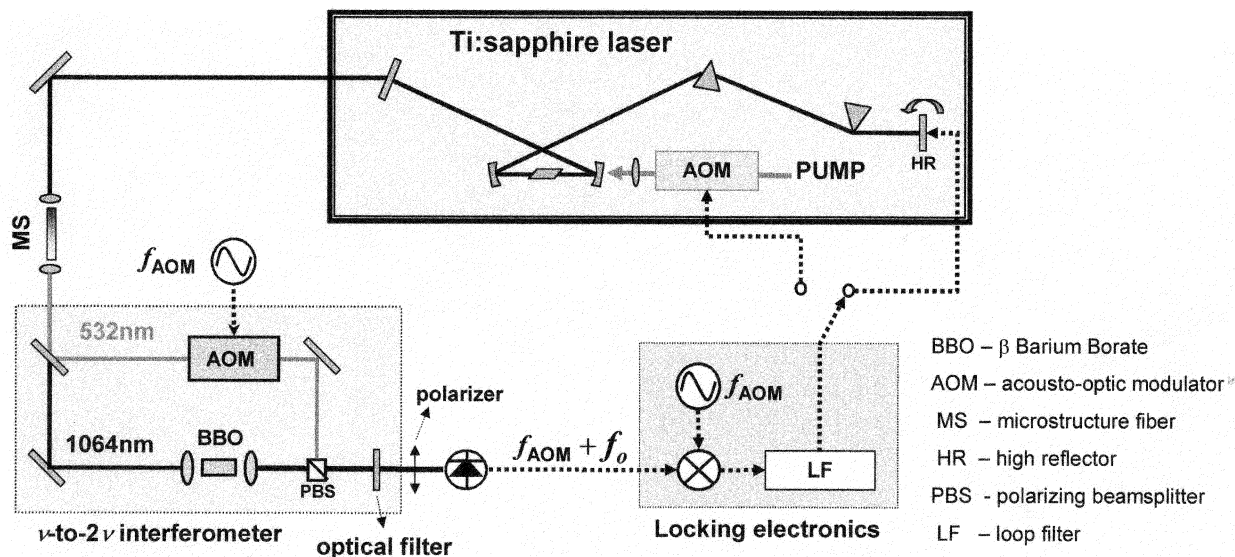 Ti:sapphire laser
AOM
PUMP
HR
MS
f_AOM
532nm
AOM
1064nm
BBO
PBS
polarizer
optical filter
ν-to-2ν interferometer
f_AOM + f_o
f_AOM
LF
Locking electronics
BBO – β Barium Borate
AOM – acousto-optic modulator
MS – microstructure fiber
HR – high reflector
PBS - polarizing beamsplitter
LF – loop filter